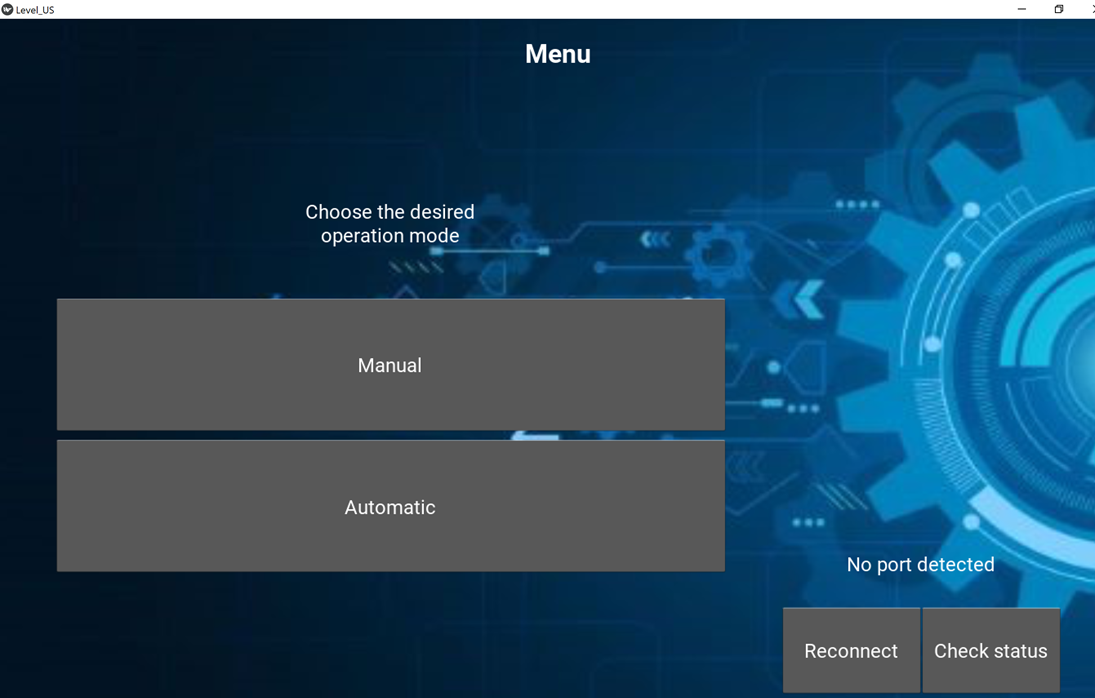 Level_US
Menu
Choose the desired
operation mode
Manual
Automatic
No port detected
Reconnect
Check status